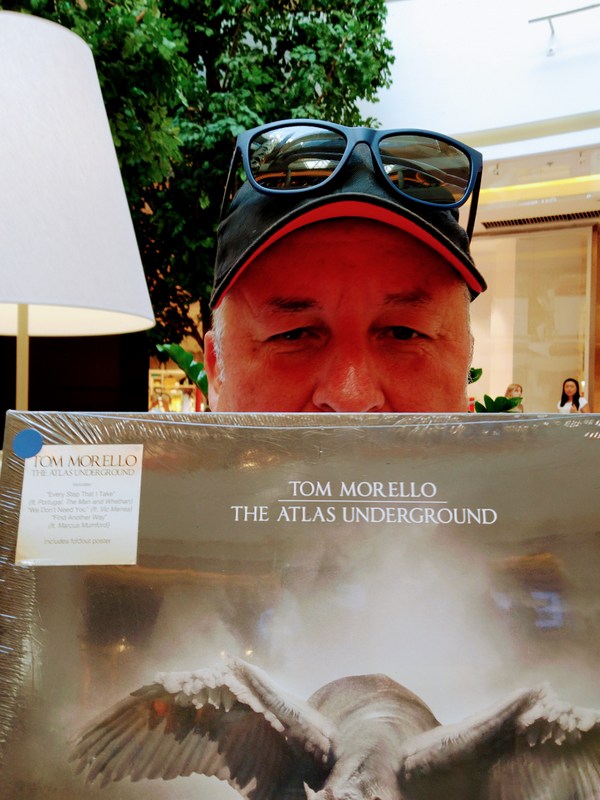 TOM MORELLO
THE ATLAS UNDERGROUND
"Every Step That I Take"
(ft. Portugal. The Man and Whethan)
"We Don't Need You" (ft. Vic Mensa)
"Find Another Way"
(ft. Marcus Mumford)
includes foldout poster
TOM MORELLO
THE ATLAS UNDERGROUND